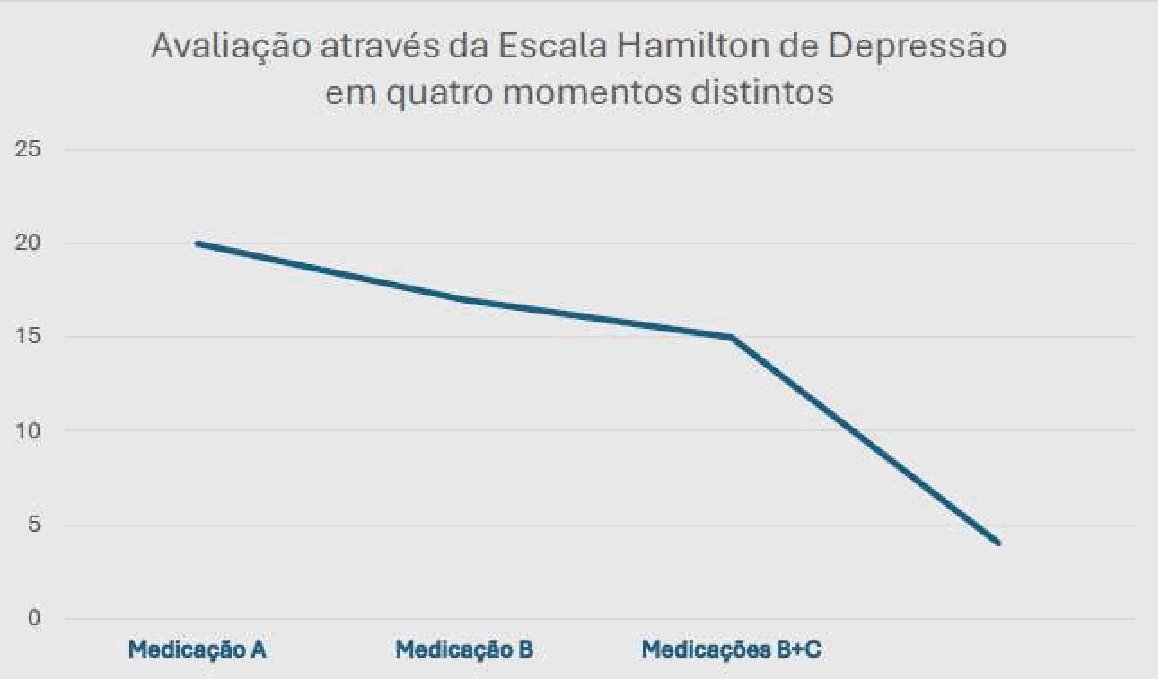 Avaliação através da Escala Hamilton de Depressão
em quatro momentos distintos
25
20
15
10
5
0
Medicação A
Medicação B
Medicações B+C